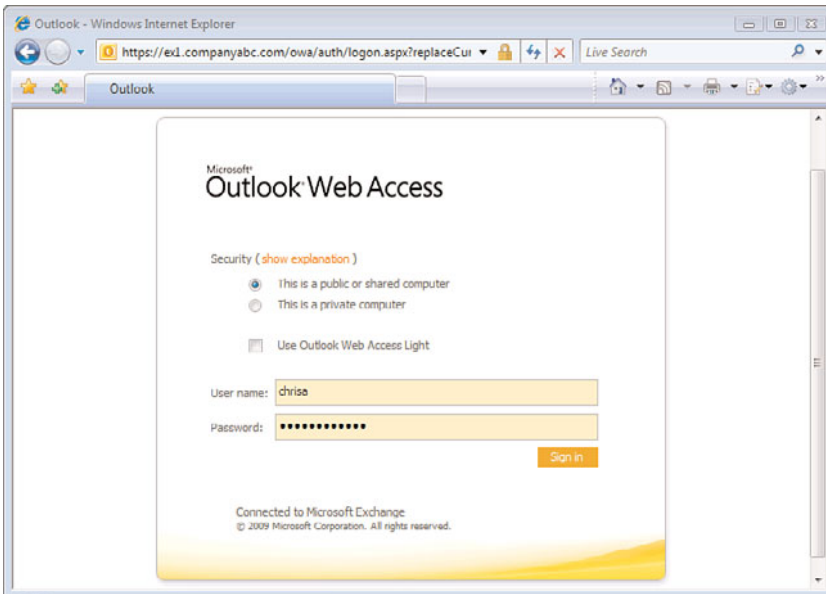 Outlook - Windows Internet Explorer
https://ex1.companyabc.com/owa/auth/logon.aspx?replaceCur
Live Search
Outlook
Microsoft®
Outlook Web Access
Security ( show explanation )
This is a public or shared computer
This is a private computer
Use Outlook Web Access Light
User name: chrisa
Password: ••••••••••••
Sign in
Connected to Microsoft Exchange
© 2009 Microsoft Corporation. All rights reserved.